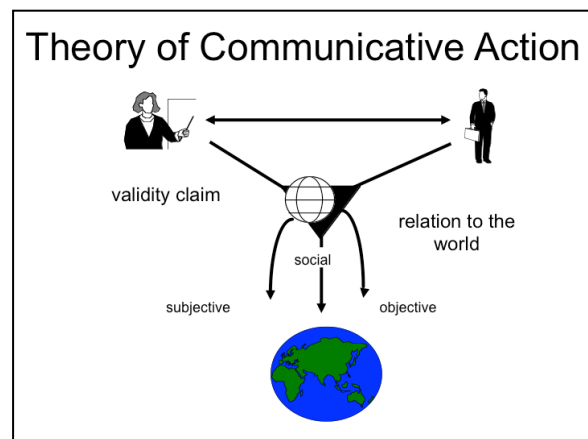 Theory of Communicative Action
validity claim
relation to the
world
social
subjective
objective